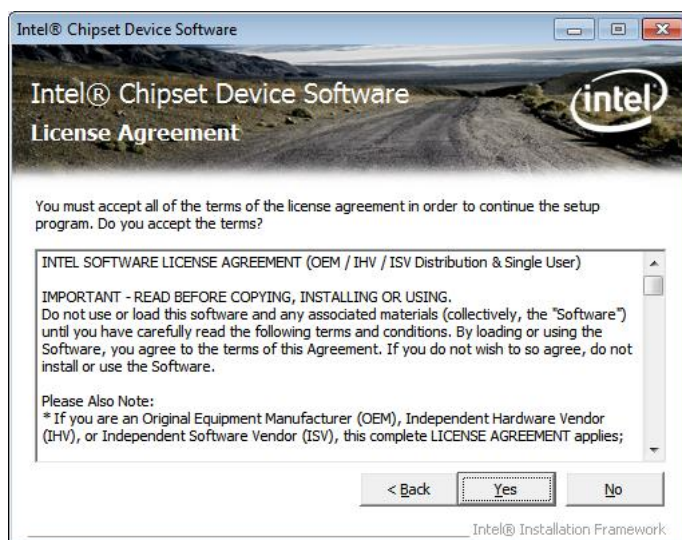 Intel® Chipset Device Software
Intel® Chipset Device Software
(intel)
License Agreement
You must accept all of the terms of the license agreement in order to continue the setup
program. Do you accept the terms?
INTEL SOFTWARE LICENSE AGREEMENT (OEM / IHV / ISV Distribution & Single User)
IMPORTANT - READ BEFORE COPYING, INSTALLING OR USING.
Do not use or load this software and any associated materials (collectively, the "Software")
until you have carefully read the following terms and conditions. By loading or using the
Software, you agree to the terms of this Agreement. If you do not wish to so agree, do not
install or use the Software.
Please Also Note:
* If you are an Original Equipment Manufacturer (OEM), Independent Hardware Vendor
(IHV), or Independent Software Vendor (ISV), this complete LICENSE AGREEMENT applies;
< Back Yes No
Intel® Installation Framework